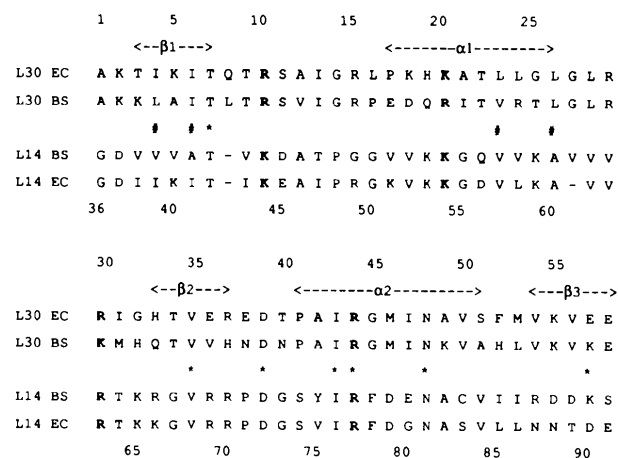 1 5 10 15 20 25
<--β1--> <-------α1------->
L30 EC A K T I K I T Q T R S A I G R L P K H K A T L L G L G L R
L30 BS A K K L A I T L T R S V I G R P E D Q R I T V R T L G L R
# # * # #
L14 BS G D V V V A T - V K D A T P G G V V K K G Q V V K A V V V
L14 EC G D I I K I T - I K E A I P R G K V K K G D V L K A - V V
36 40 45 50 55 60
30 35 40 45 50 55
<--β2--> <--------α2-------> <---β3--->
L30 EC R I G H T V E R E D T P A I R G M I N A V S F M V K V E E
L30 BS K M H Q T V V H N D N P A I R G M I N K V A H L V K V K E
* * * * * *
L14 BS R T K R G V R R P D G S Y I R F D E N A C V I I R D D K S
L14 EC R T K K G V R R P D G S V I R F D G N A S V L L N N T D E
65 70 75 80 85 90